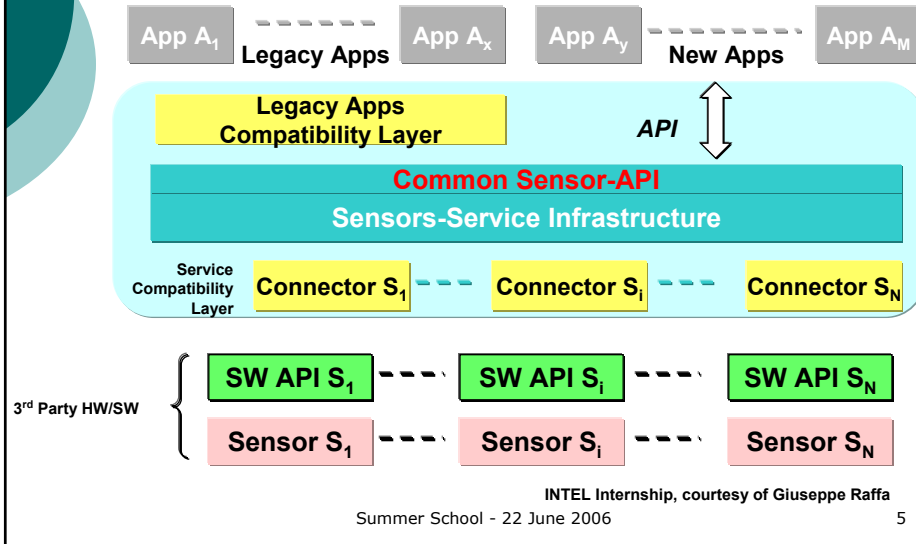 App A1 App Ax App Ay App AM
Legacy Apps New Apps
Legacy Apps
Compatibility Layer
API
Common Sensor-API
Sensors-Service Infrastructure
Service
Compatibility
Layer
Connector S1 Connector Si Connector SN
SW API S1 SW API Si SW API SN
3rd Party HW/SW
Sensor S1 Sensor Si Sensor SN
INTEL Internship, courtesy of Giuseppe Raffa
Summer School - 22 June 2006 5